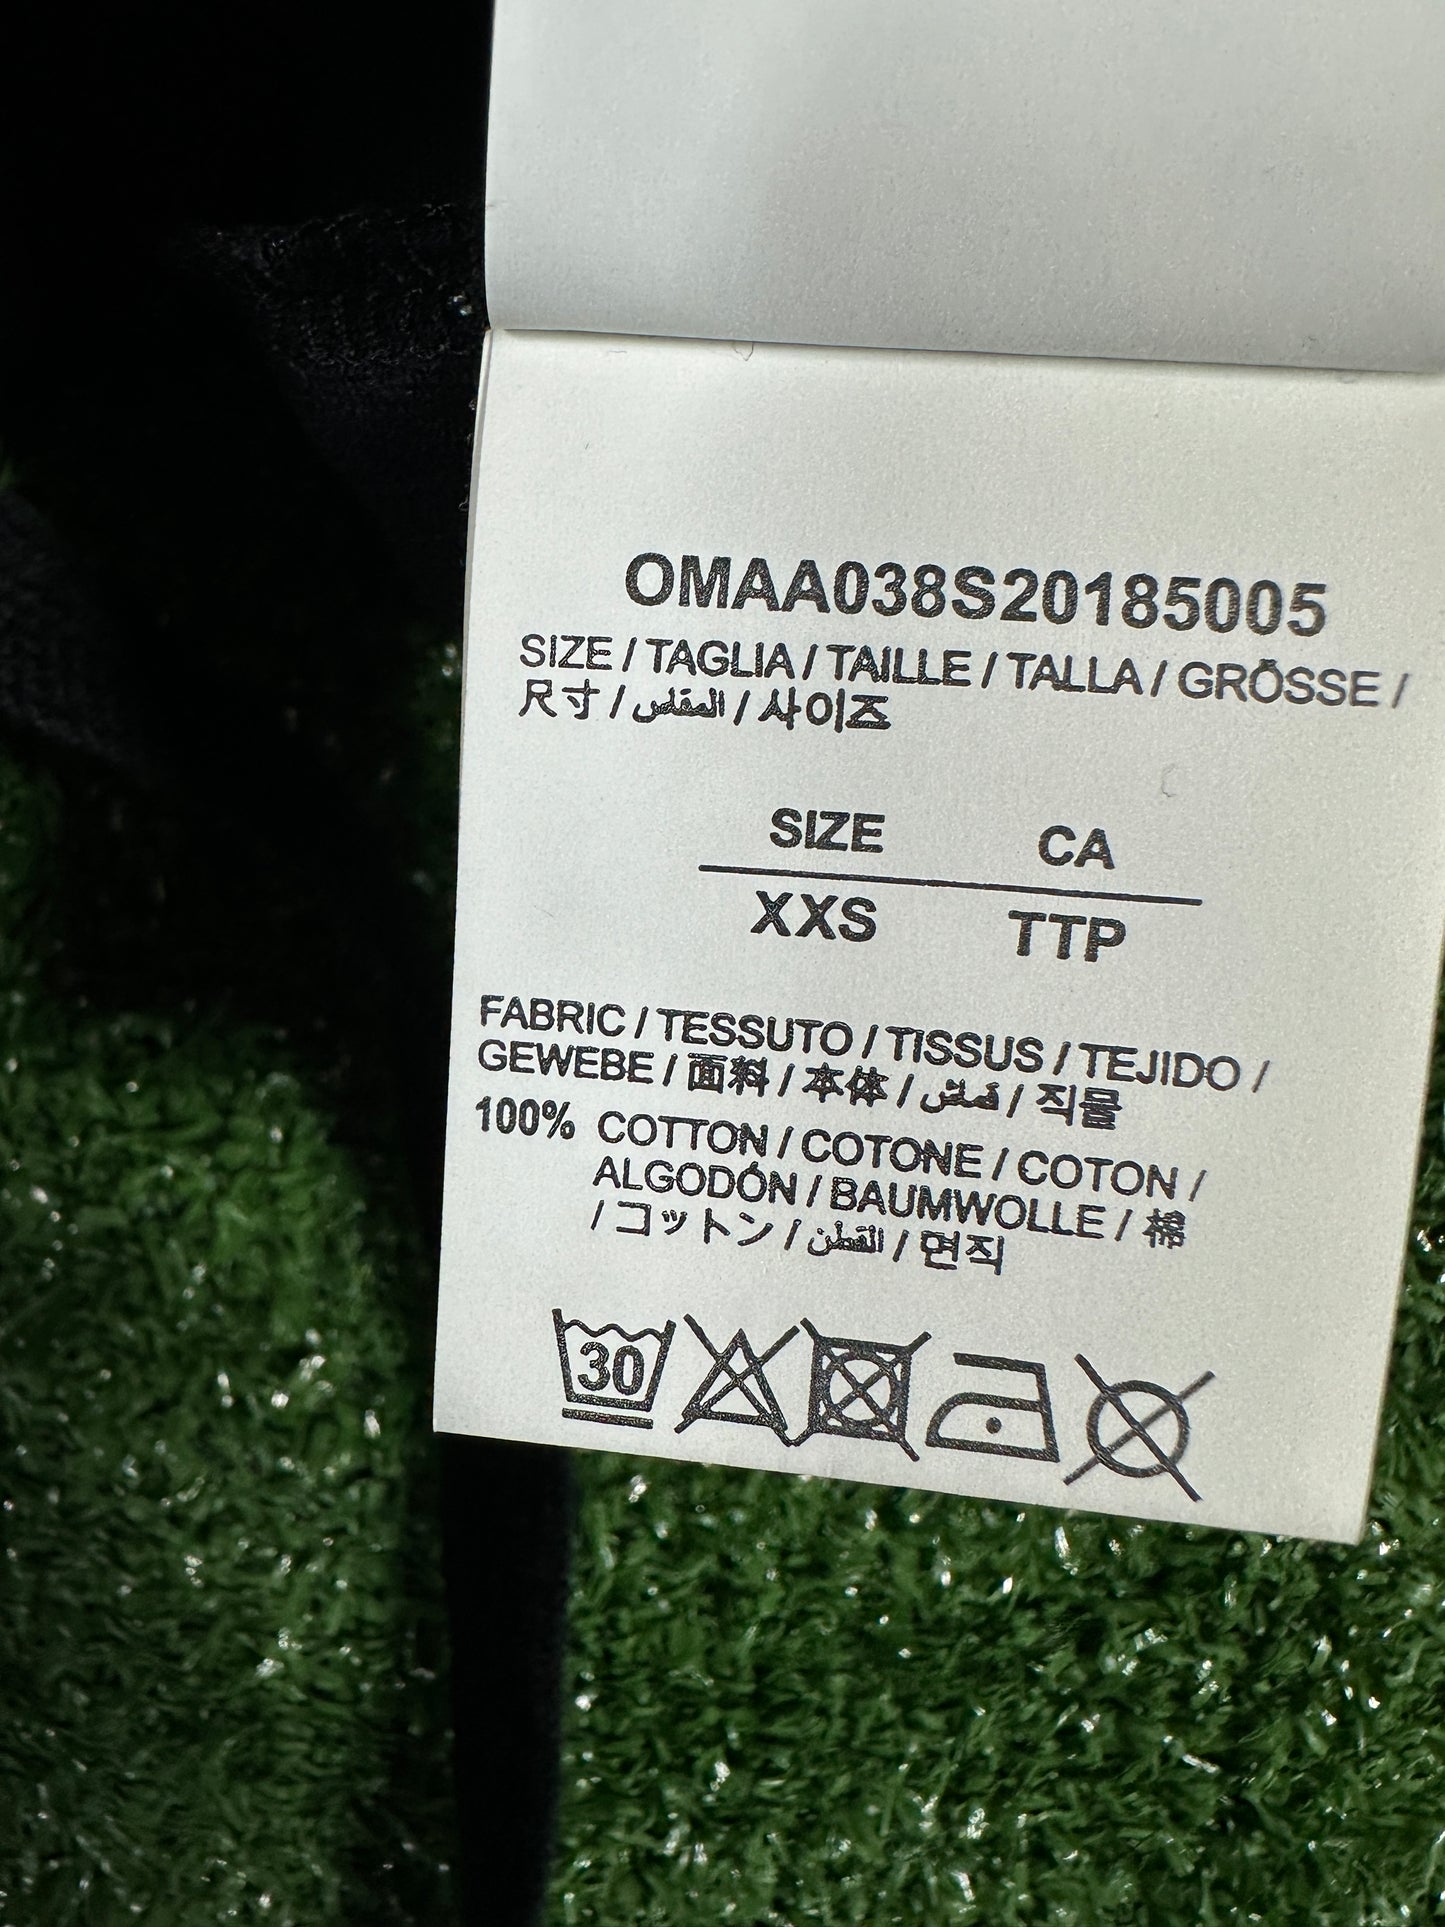 OMAA038S20185005
SIZE / TAGLIA / TAILLE / TALLA / GRÖSSE /
尺寸 / المقاس / 사이즈
SIZE CA
XXS TTP
FABRIC / TESSUTO / TISSUS / TEJIDO /
GEWEBE / 面料 / 本体 / قماش / 직물
100% COTTON / COTONE / COTON /
ALGODÓN / BAUMWOLLE / 棉
/ コットン / القطن / 면직
30